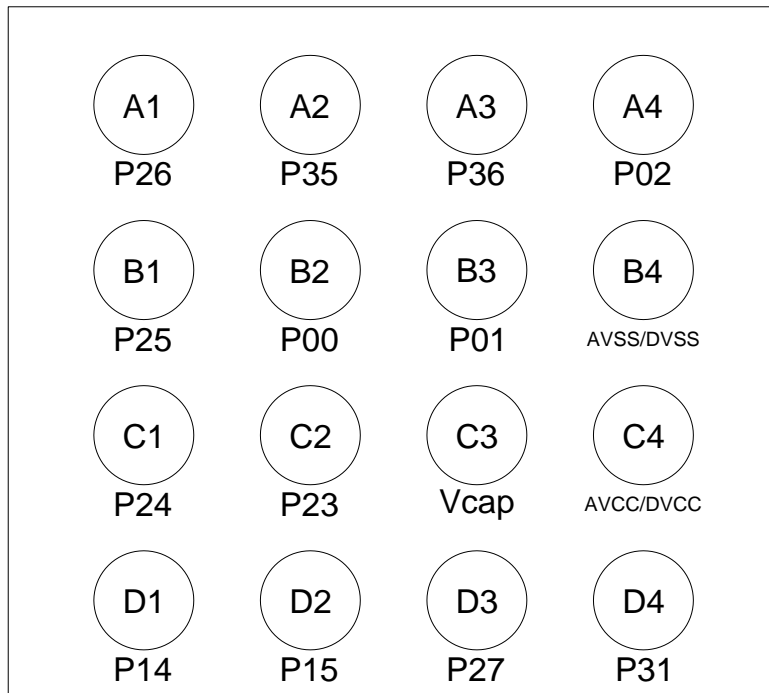 A1 A2 A3 A4
P26 P35 P36 P02
B1 B2 B3 B4
P25 P00 P01 AVSS/DVSS
C1 C2 C3 C4
P24 P23 Vcap AVCC/DVCC
D1 D2 D3 D4
P14 P15 P27 P31